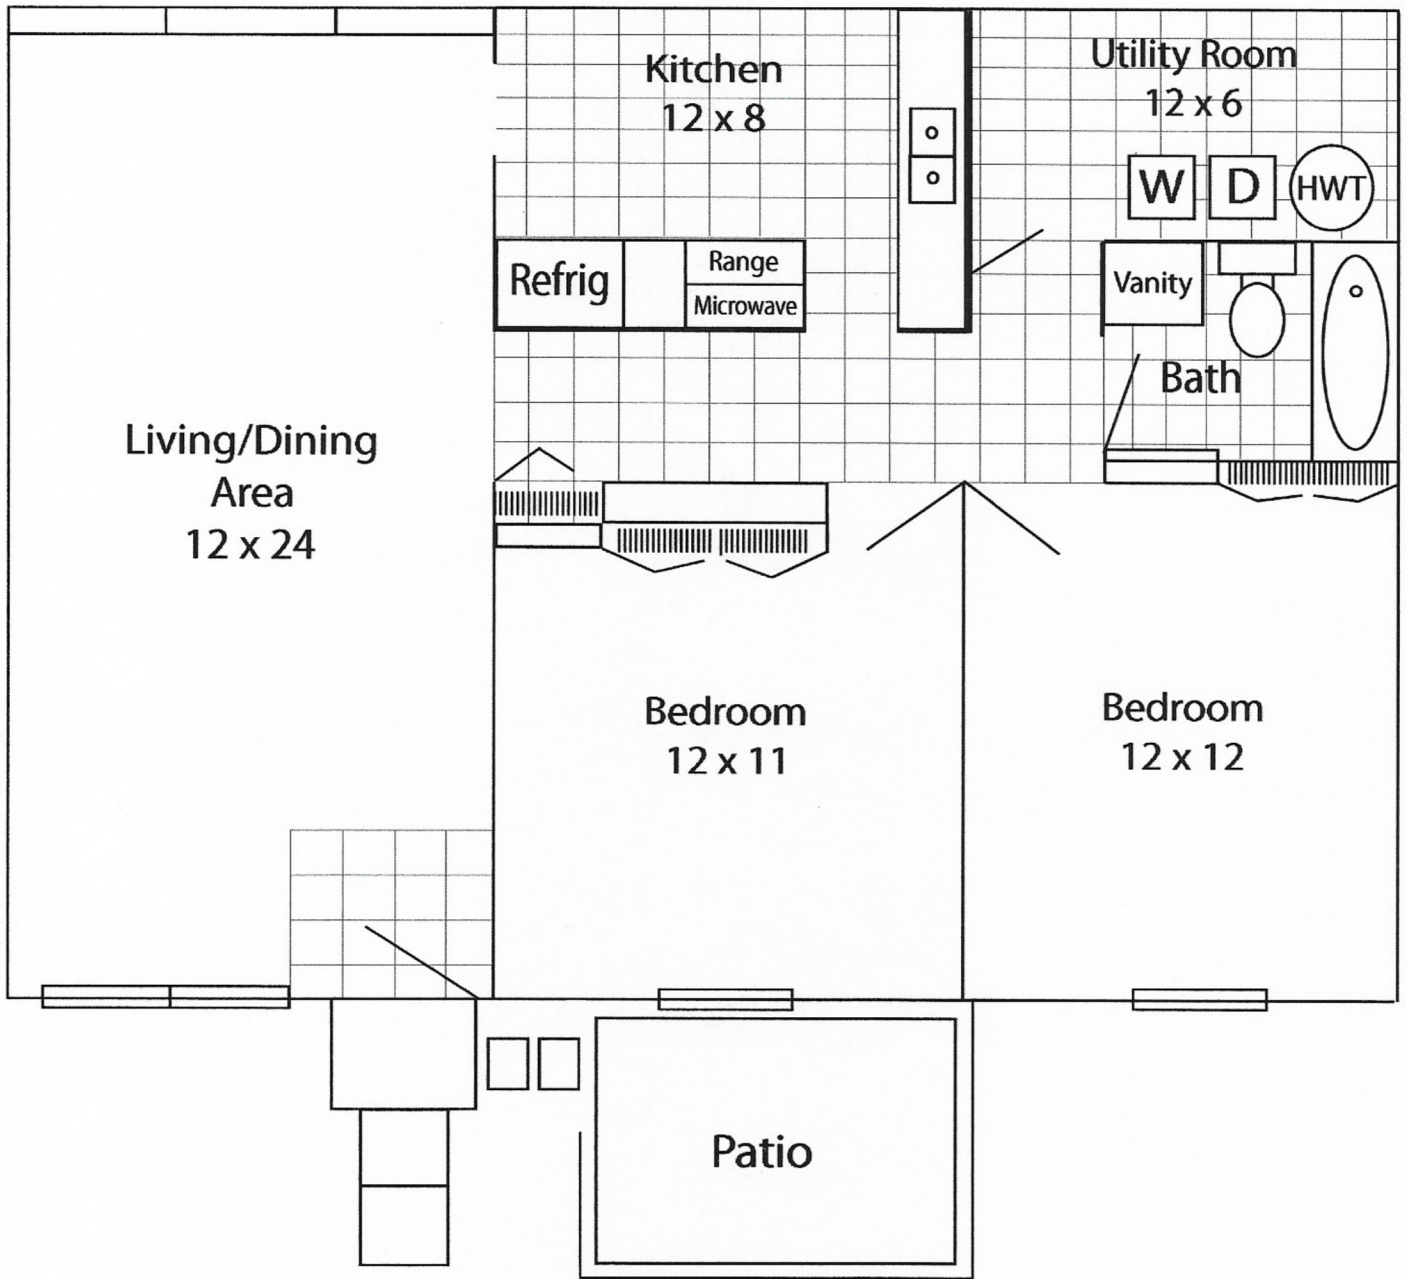 Kitchen
12 x 8
Utility Room
12 x 6
W
D
HWT
Refrig
Range
Microwave
Vanity
Bath
Living/Dining
Area
12 x 24
Bedroom
12 x 11
Bedroom
12 x 12
Patio